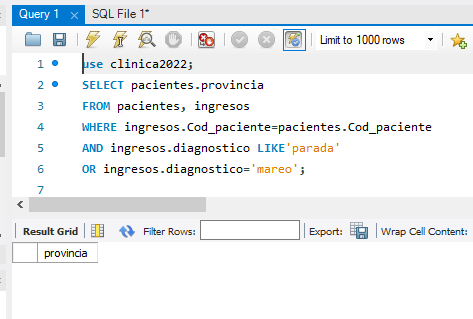 Query 1 SQL File 1*
Limit to 1000 rows
1 use clinica2022;
2 SELECT pacientes.provincia
3 FROM pacientes, ingresos
4 WHERE ingresos.Cod_paciente=pacientes.Cod_paciente
5 AND ingresos.diagnostico LIKE'parada'
6 OR ingresos.diagnostico='mareo';
7
Result Grid Filter Rows: Export: Wrap Cell Content:
provincia